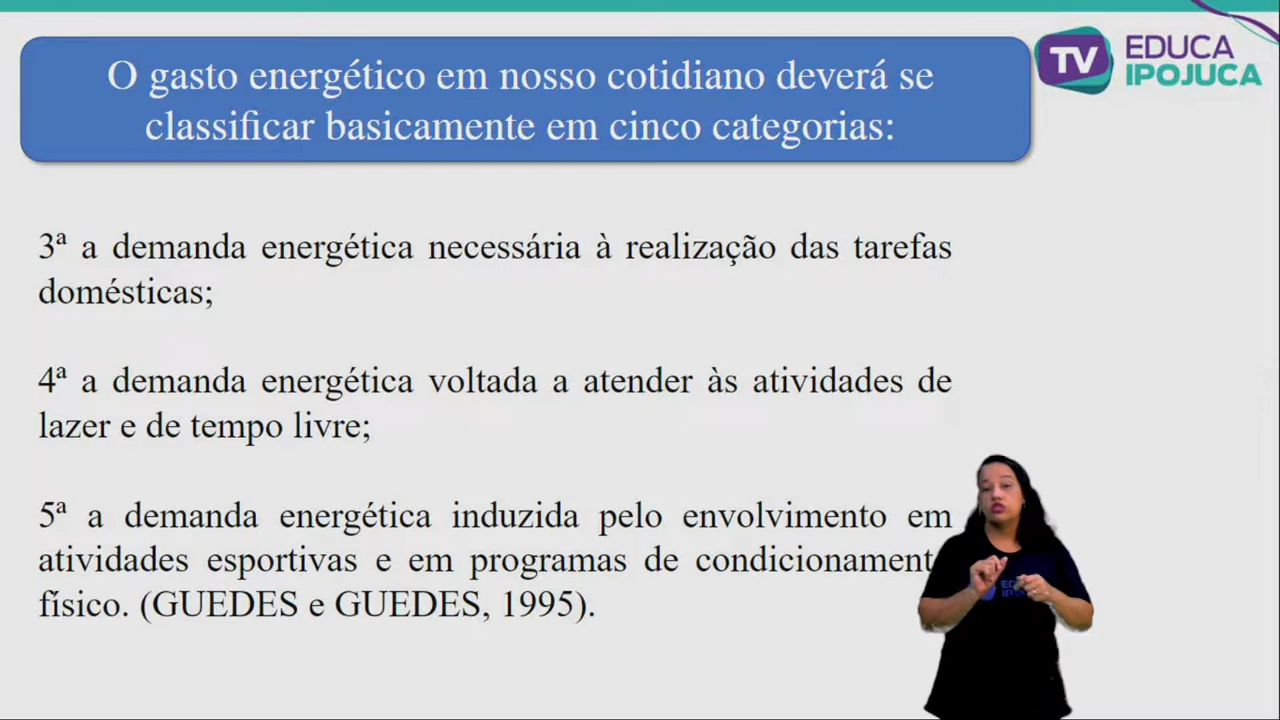 O gasto energético em nosso cotidiano deverá se
classificar basicamente em cinco categorias:
TV EDUCA
IPOJUCA
3ª a demanda energética necessária à realização das tarefas
domésticas;
4ª a demanda energética voltada a atender às atividades de
lazer e de tempo livre;
5ª a demanda energética induzida pelo envolvimento em
atividades esportivas e em programas de condicionament
físico. (GUEDES e GUEDES, 1995).